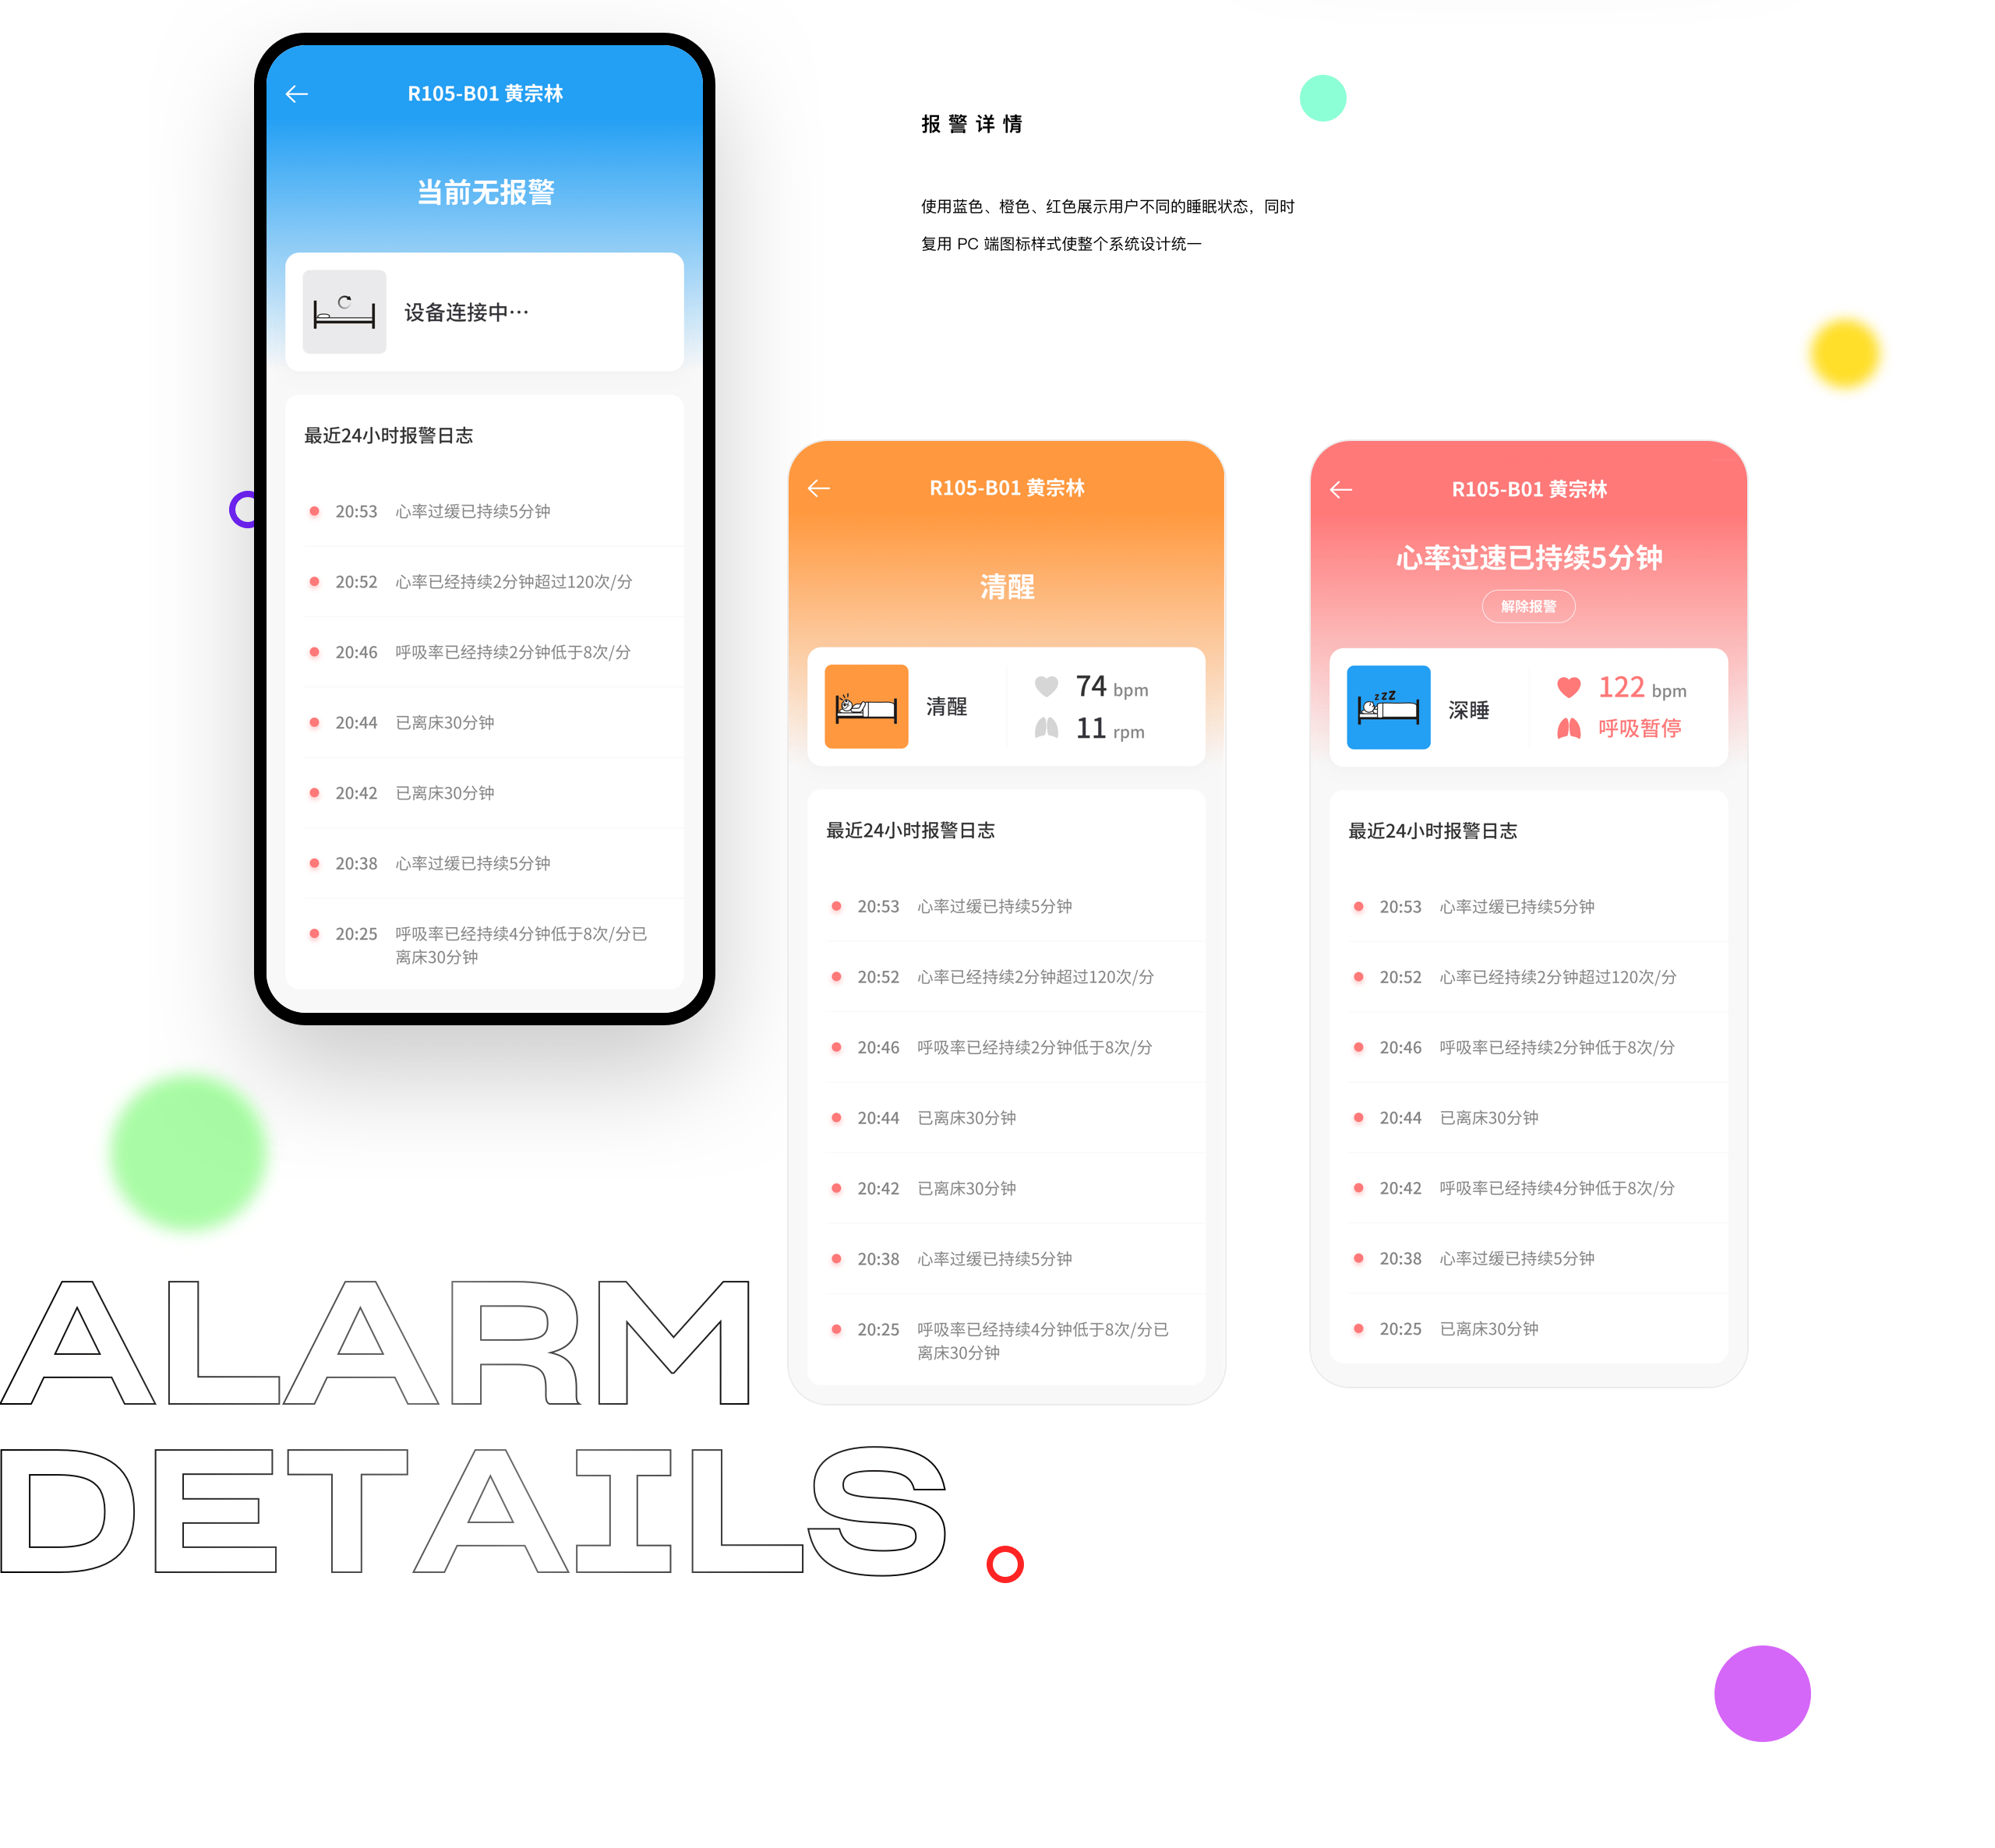 R105-B01 黄宗林
当前无报警
设备连接中···
最近24小时报警日志
20:53 心率过缓已持续5分钟
20:52 心率已经持续2分钟超过120次/分
20:46 呼吸率已经持续2分钟低于8次/分
20:44 已离床30分钟
20:42 已离床30分钟
20:38 心率过缓已持续5分钟
20:25 呼吸率已经持续4分钟低于8次/分已
离床30分钟
报警详情
使用蓝色、橙色、红色展示用户不同的睡眠状态，同时
复用 PC 端图标样式使整个系统设计统一
R105-B01 黄宗林
清醒
清醒
74 bpm
11 rpm
最近24小时报警日志
20:53 心率过缓已持续5分钟
20:52 心率已经持续2分钟超过120次/分
20:46 呼吸率已经持续2分钟低于8次/分
20:44 已离床30分钟
20:42 已离床30分钟
20:38 心率过缓已持续5分钟
20:25 呼吸率已经持续4分钟低于8次/分已
离床30分钟
R105-B01 黄宗林
心率过速已持续5分钟
解除报警
zzZ
深睡
122 bpm
呼吸暂停
最近24小时报警日志
20:53 心率过缓已持续5分钟
20:52 心率已经持续2分钟超过120次/分
20:46 呼吸率已经持续2分钟低于8次/分
20:44 已离床30分钟
20:42 呼吸率已经持续4分钟低于8次/分
20:38 心率过缓已持续5分钟
20:25 已离床30分钟
ALARM
DETAILS